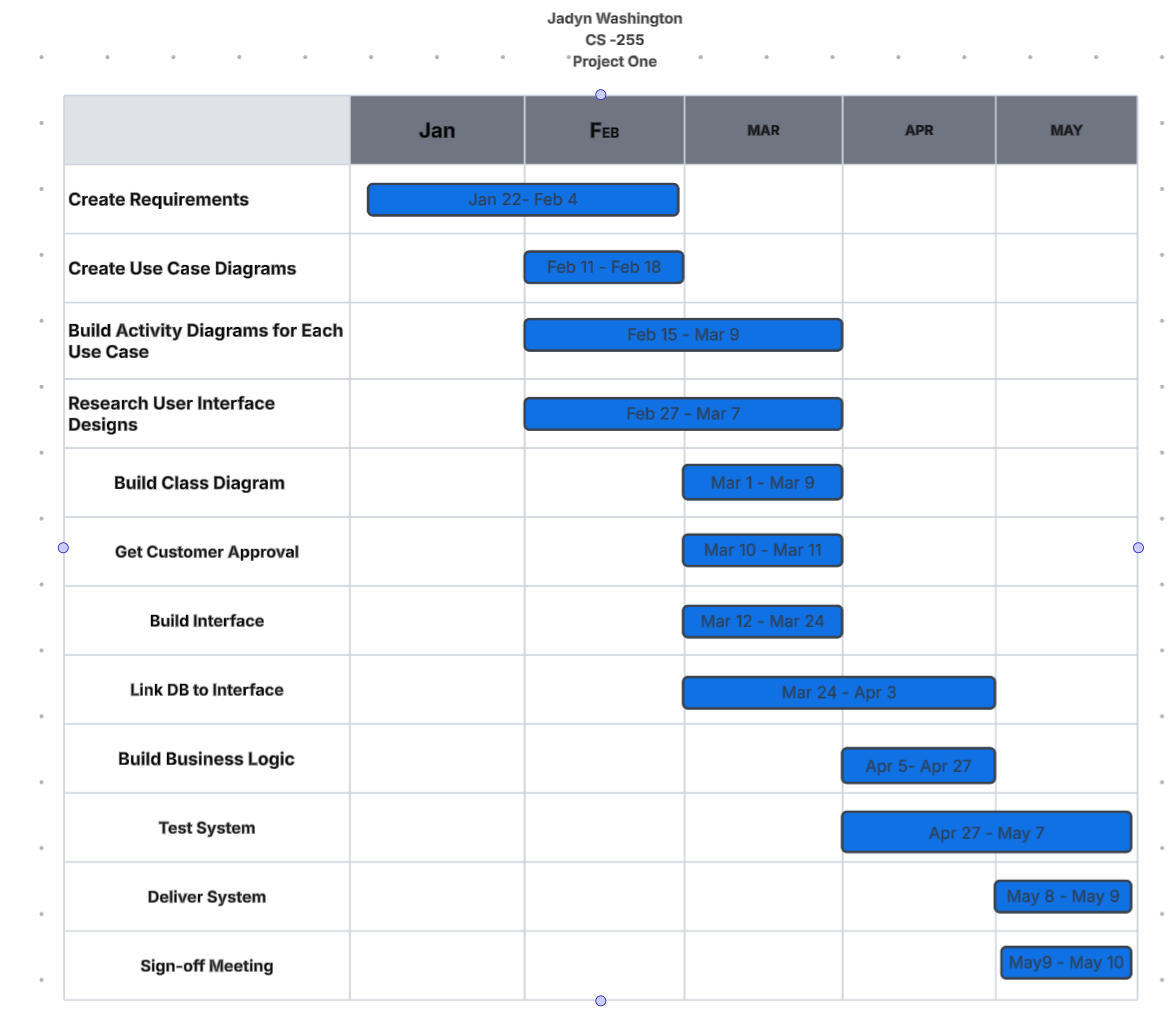 Jadyn Washington
CS -255
Project One
Jan FEB MAR APR MAY
Create Requirements Jan 22- Feb 4
Create Use Case Diagrams Feb 11 - Feb 18
Build Activity Diagrams for Each
Use Case
Feb 15 - Mar 9
Research User Interface
Designs
Feb 27 - Mar 7
Build Class Diagram Mar 1 - Mar 9
Get Customer Approval Mar 10 - Mar 11
Build Interface Mar 12 - Mar 24
Link DB to Interface Mar 24 - Apr 3
Build Business Logic Apr 5- Apr 27
Test System Apr 27 - May 7
Deliver System May 8 - May 9
Sign-off Meeting May9 - May 10